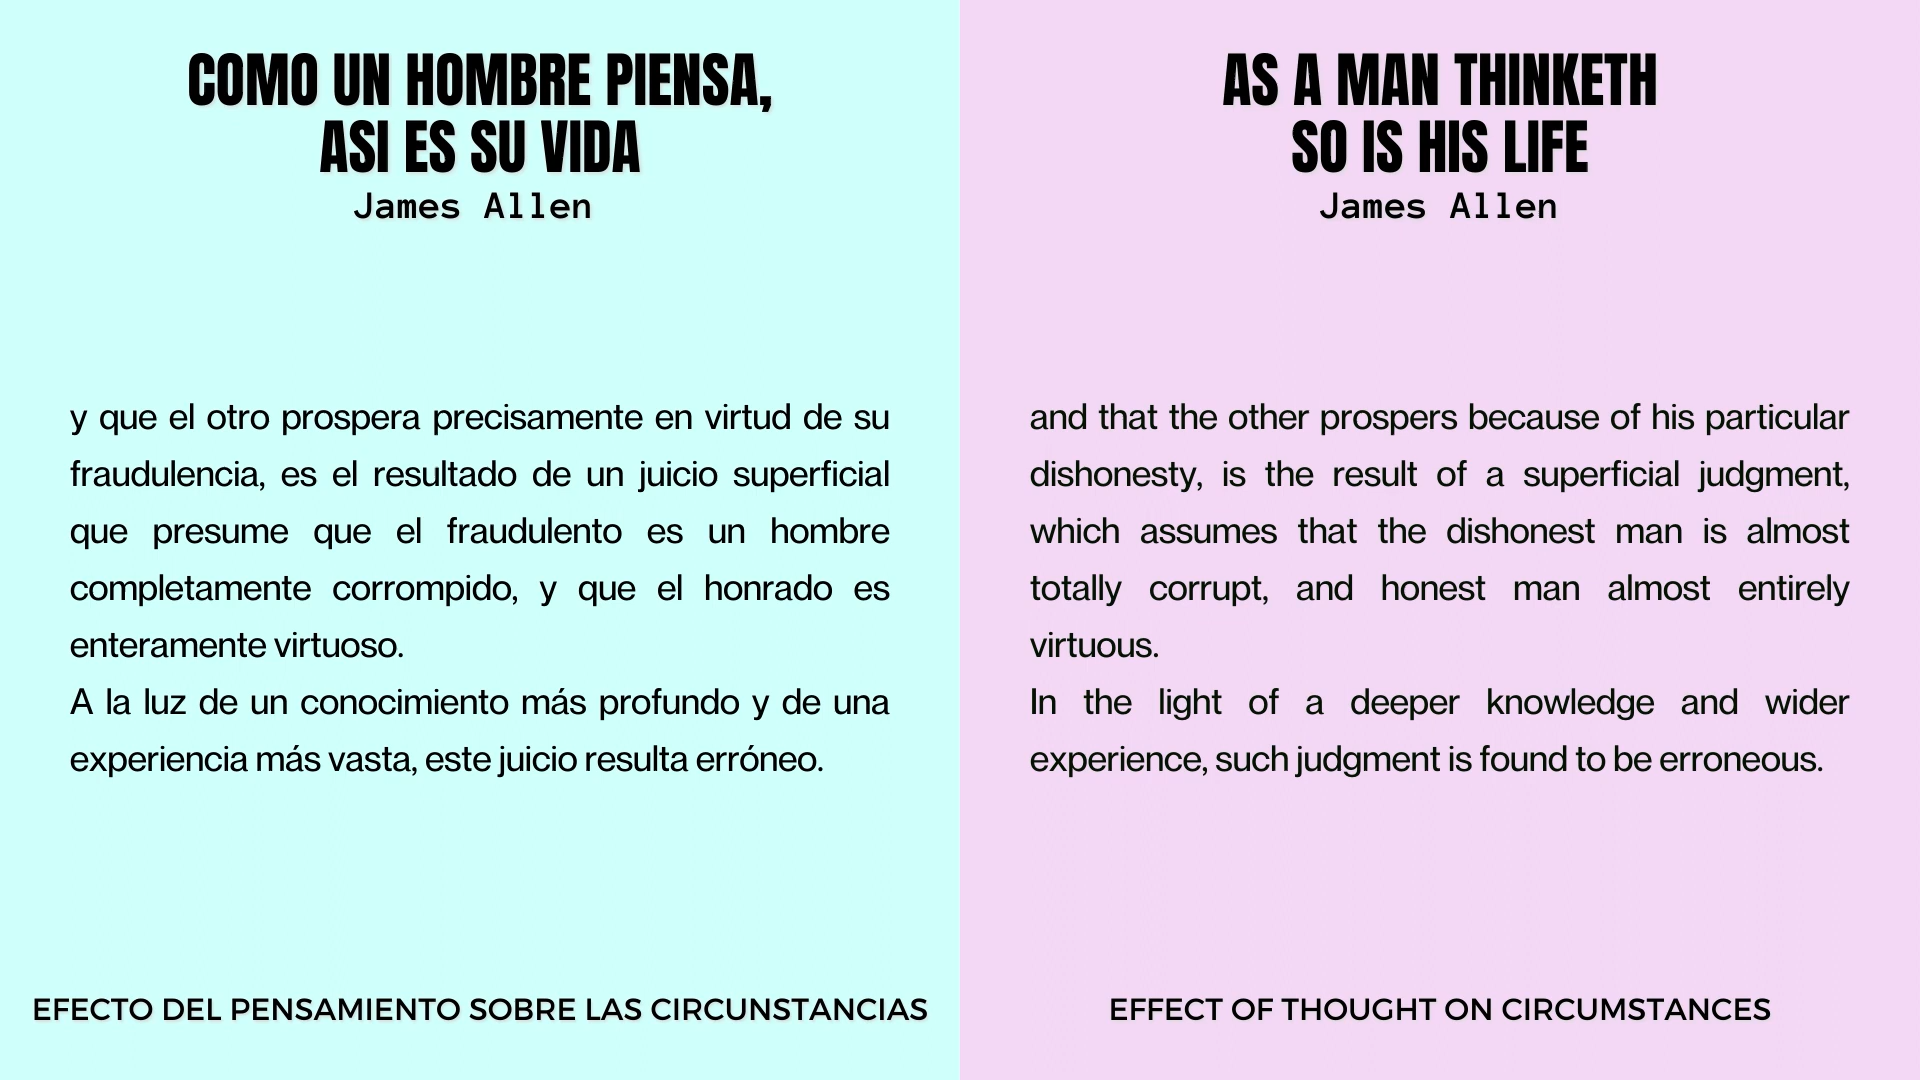 COMO UN HOMBRE PIENSA,
ASI ES SU VIDA
James Allen
y que el otro prospera precisamente en virtud de su
fraudulencia, es el resultado de un juicio superficial
que presume que el fraudulento es un hombre
completamente corrompido, y que el honrado es
enteramente virtuoso.
A la luz de un conocimiento más profundo y de una
experiencia más vasta, este juicio resulta erróneo.
EFECTO DEL PENSAMIENTO SOBRE LAS CIRCUNSTANCIAS
AS A MAN THINKETH
SO IS HIS LIFE
James Allen
and that the other prospers because of his particular
dishonesty, is the result of a superficial judgment,
which assumes that the dishonest man is almost
totally corrupt, and honest man almost entirely
virtuous.
In the light of a deeper knowledge and wider
experience, such judgment is found to be erroneous.
EFFECT OF THOUGHT ON CIRCUMSTANCES